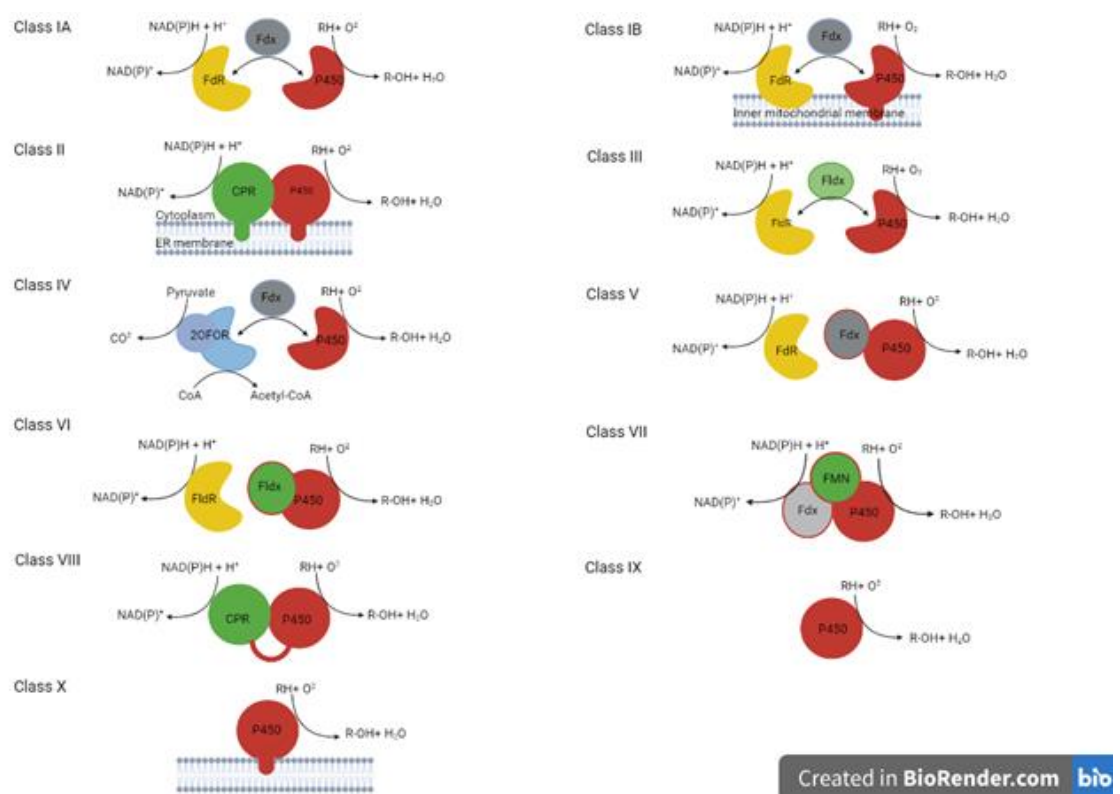 Class IA
NAD(P)H + H⁺
Fdx
RH+ O²
NAD(P)⁺
FdR
P450
R-OH+ H₂O
Class IB
NAD(P)H + H⁺
Fdx
RH+ O₂
NAD(P)⁺
FdR
P450
R-OH+ H₂O
Inner mitochondrial membrane
Class II
NAD(P)H + H⁺
RH+ O²
NAD(P)⁺
CPR
P450
R-OH+ H₂O
Cytoplasm
ER membrane
Class III
NAD(P)H + H⁺
Fldx
RH+ O₂
NAD(P)⁺
P450
R-OH+ H₂O
Class IV
Pyruvate
Fdx
RH+ O²
CO²
2OFOR
P450
R-OH+ H₂O
CoA
Acetyl-CoA
Class V
NAD(P)H + H⁺
RH+ O²
NAD(P)⁺
FdR
Fdx
P450
R-OH+ H₂O
Class VI
NAD(P)H + H⁺
RH+ O²
NAD(P)⁺
FldR
Fldx
P450
R-OH+ H₂O
Class VII
NAD(P)H + H⁺
RH+ O²
FMN
NAD(P)⁺
Fdx
P450
R-OH+ H₂O
Class VIII
NAD(P)H + H⁺
RH+ O²
NAD(P)⁺
CPR
P450
R-OH+ H₂O
Class IX
RH+ O²
P450
R-OH+ H₂O
Class X
RH+ O²
P450
R-OH+ H₂O
Created in BioRender.com bio